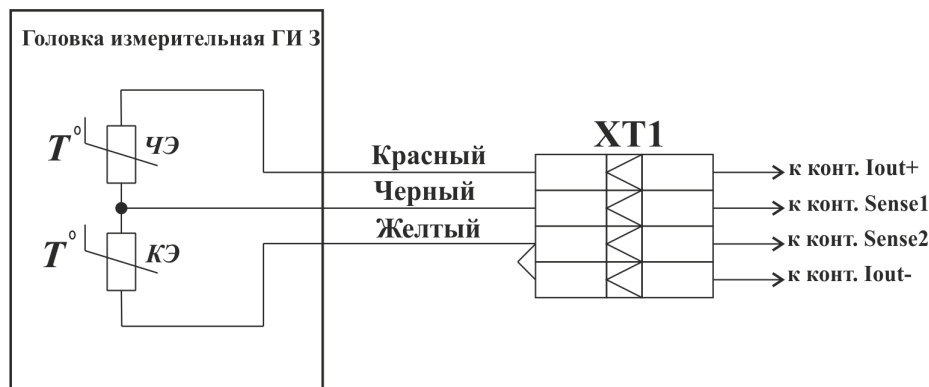 Головка измерительная ГИ 3
T°
ЧЭ
T°
КЭ
Красный
Черный
Желтый
XT1
к конт. Iout+
к конт. Sense1
к конт. Sense2
к конт. Iout-